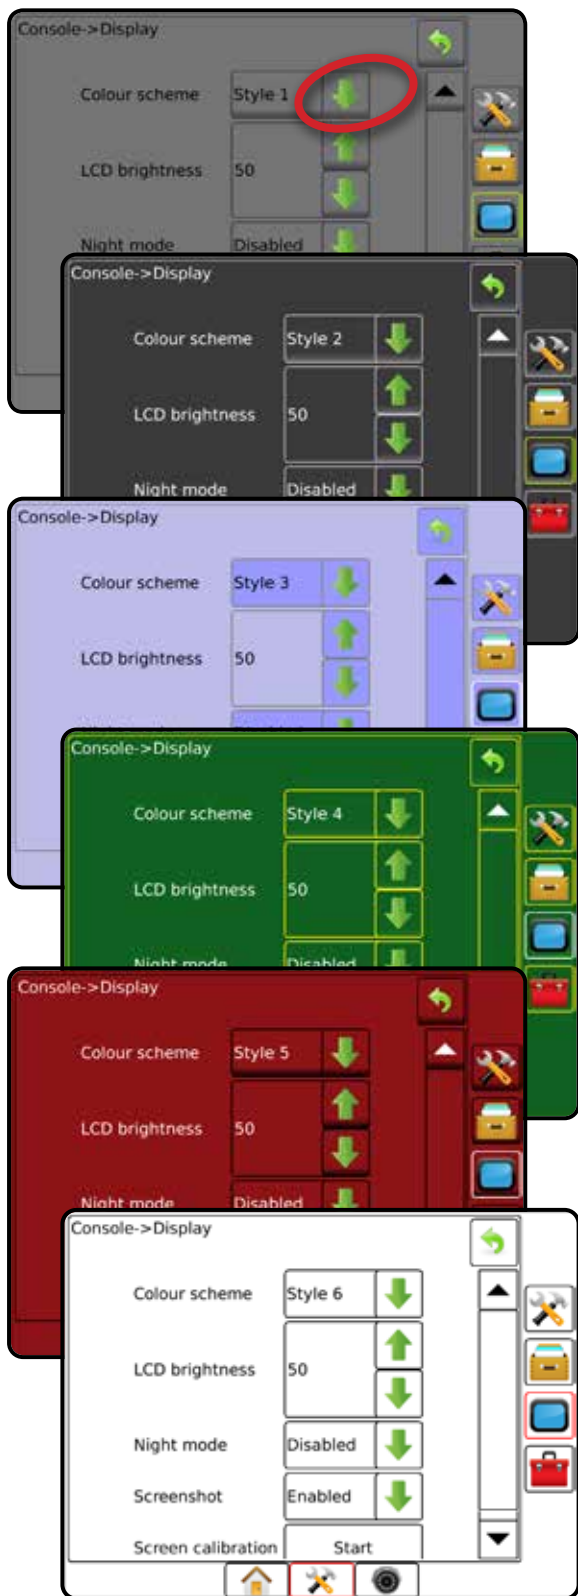 Console->Display
Colour scheme Style 1
LCD brightness 50
Night mode Disabled
Console->Display
Colour scheme Style 2
LCD brightness 50
Night mode Disabled
Console->Display
Colour scheme Style 3
LCD brightness 50
Console->Display
Colour scheme Style 4
LCD brightness 50
Night mode Disabled
Console->Display
Colour scheme Style 5
LCD brightness 50
Night mode Disabled
Console->Display
Colour scheme Style 6
LCD brightness 50
Night mode Disabled
Screenshot Enabled
Screen calibration Start